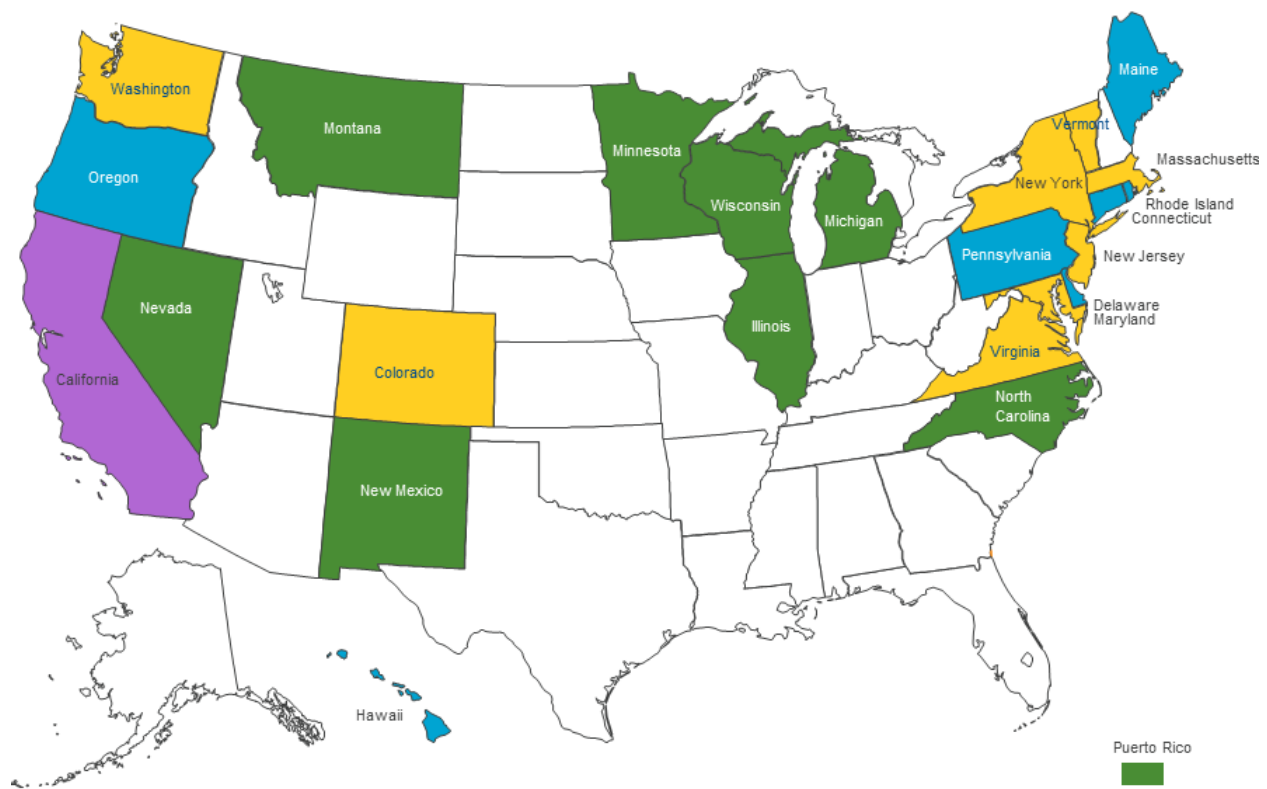 Maine
Washington
Vermont
Montana
Minnesota
Massachusetts
Oregon
New York
Wisconsin
Rhode Island
Michigan
Connecticut
Pennsylvania
New Jersey
Nevada
Delaware
Illinois
Maryland
Virginia
California
Colorado
North
Carolina
New Mexico
Hawaii
Puerto Rico